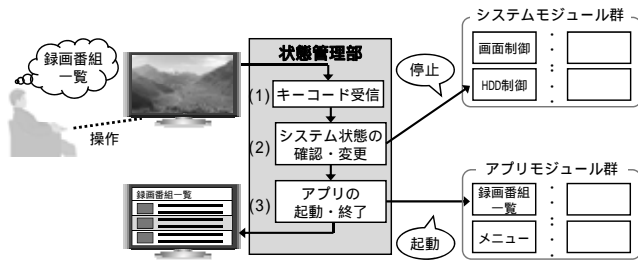 録画番組
一覧
操作
状態管理部
(1)
キーコード受信
(2)
システム状態の
確認・変更
(3)
アプリの
起動・終了
録画番組一覧
停止
起動
システムモジュール群
画面制御
HDD制御
アプリモジュール群
録画番組
一覧
メニュー